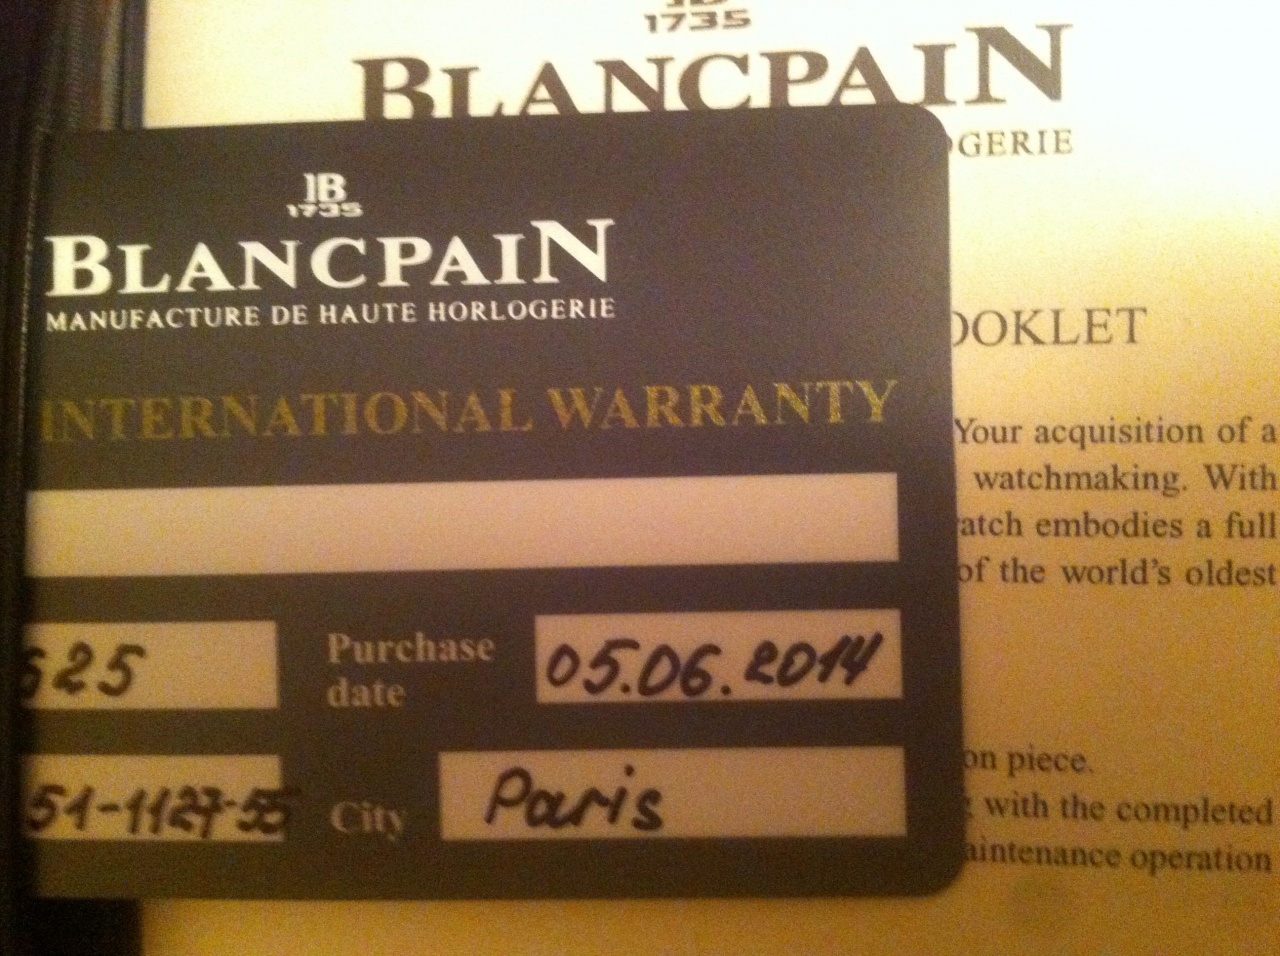 1735
BLANCPAIN
OGERIE
JB
1735
BLANCPAIN
MANUFACTURE DE HAUTE HORLOGERIE
INTERNATIONAL WARRANTY
OOKLET
Your acquisition of a
watchmaking. With
atch embodies a full
of the world's oldest
625 Purchase date 05.06.2014
51-1127-55 City Paris
on piece.
with the completed
aintenance operation